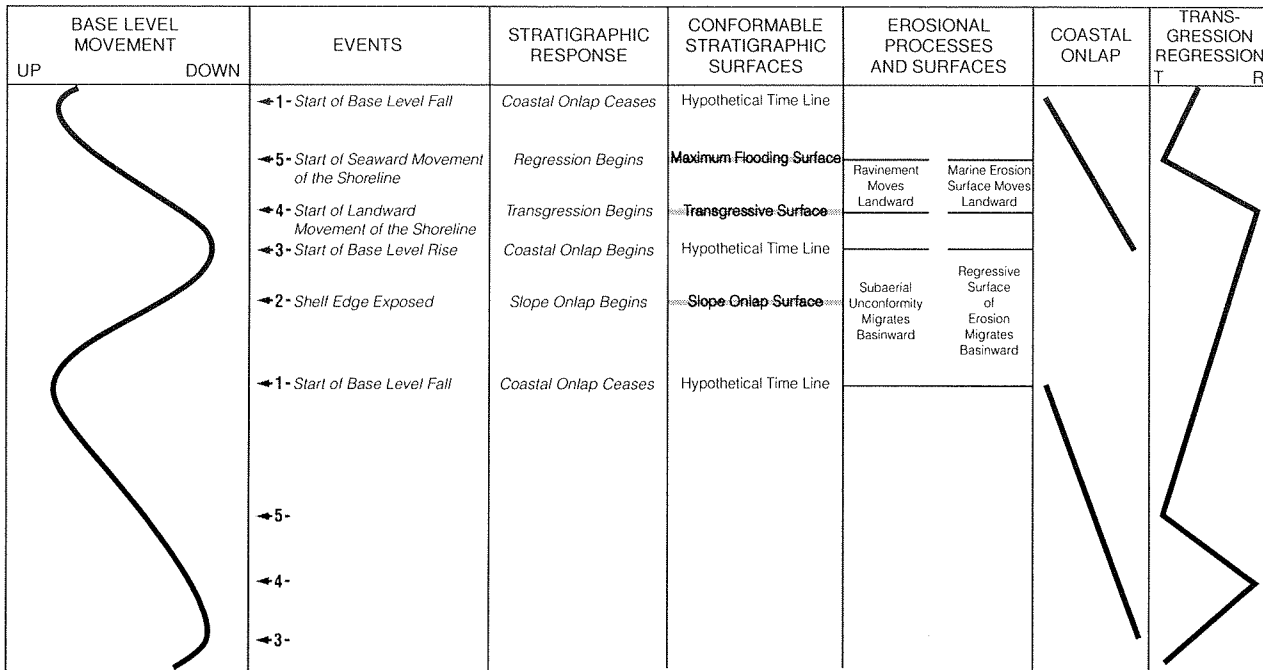 BASE LEVEL
MOVEMENT
UP DOWN
EVENTS
STRATIGRAPHIC
RESPONSE
CONFORMABLE
STRATIGRAPHIC
SURFACES
EROSIONAL
PROCESSES
AND SURFACES
COASTAL
ONLAP
TRANS-
GRESSION
REGRESSION
T R
1- Start of Base Level Fall
Coastal Onlap Ceases
Hypothetical Time Line
5- Start of Seaward Movement
of the Shoreline
Regression Begins
Maximum Flooding Surface
Ravinement
Moves
Landward
Marine Erosion
Surface Moves
Landward
4- Start of Landward
Movement of the Shoreline
Transgression Begins
Transgressive Surface
3- Start of Base Level Rise
Coastal Onlap Begins
Hypothetical Time Line
2- Shelf Edge Exposed
Slope Onlap Begins
Slope Onlap Surface
Subaerial
Unconformity
Migrates
Basinward
Regressive
Surface
of
Erosion
Migrates
Basinward
1- Start of Base Level Fall
Coastal Onlap Ceases
Hypothetical Time Line
5-
4-
3-